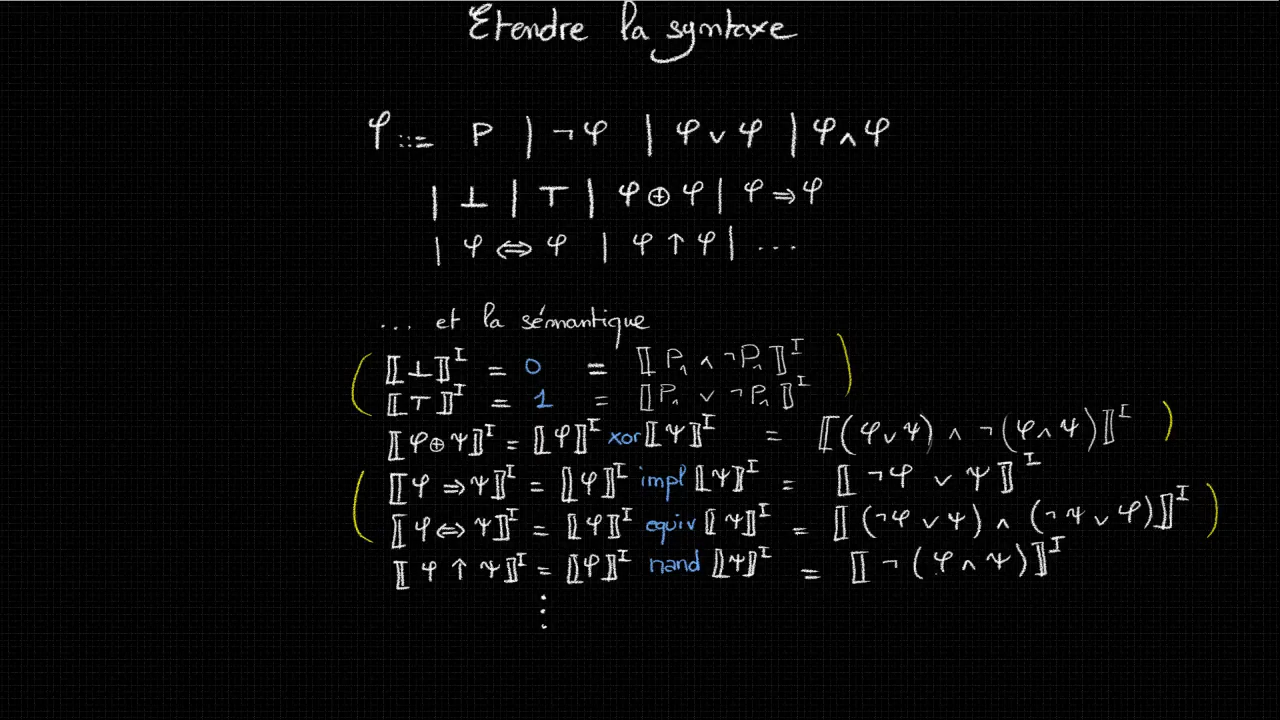 Etendre la syntaxe
φ ::= P | ¬φ | φ ∨ φ | φ ∧ φ
| ⊥ | ⊤ | φ ⊕ φ | φ ⇒ φ
| φ ⇔ φ | φ ↑ φ | ...
... et la sémantique
⟦⊥⟧ᴵ = 0 = ⟦P₁ ∧ ¬P₁⟧ᴵ
⟦⊤⟧ᴵ = 1 = ⟦P₁ ∨ ¬P₁⟧ᴵ
⟦φ ⊕ ψ⟧ᴵ = ⟦φ⟧ᴵ xor ⟦ψ⟧ᴵ = ⟦(φ ∨ ψ) ∧ ¬(φ ∧ ψ)⟧ᴵ
⟦φ ⇒ ψ⟧ᴵ = ⟦φ⟧ᴵ impl ⟦ψ⟧ᴵ = ⟦¬φ ∨ ψ⟧ᴵ
⟦φ ⇔ ψ⟧ᴵ = ⟦φ⟧ᴵ equiv ⟦ψ⟧ᴵ = ⟦(¬φ ∨ ψ) ∧ (¬ψ ∨ φ)⟧ᴵ
⟦φ ↑ ψ⟧ᴵ = ⟦φ⟧ᴵ nand ⟦ψ⟧ᴵ = ⟦¬(φ ∧ ψ)⟧ᴵ
⋮